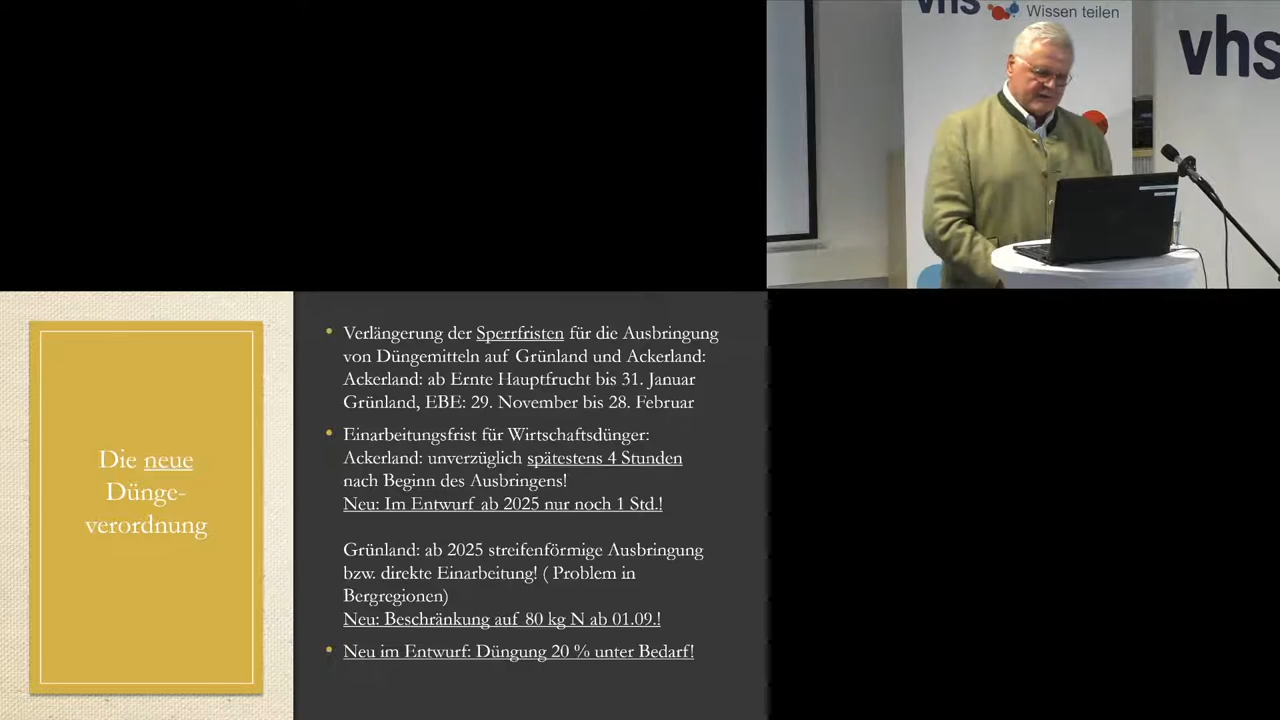 vhs
Wissen teilen
vhs
Die neue
Dünge-
verordnung
Verlängerung der Sperrfristen für die Ausbringung
von Düngemitteln auf Grünland und Ackerland:
Ackerland: ab Ernte Hauptfrucht bis 31. Januar
Grünland, EBE: 29. November bis 28. Februar
Einarbeitungsfrist für Wirtschaftsdünger:
Ackerland: unverzüglich spätestens 4 Stunden
nach Beginn des Ausbringens!
Neu: Im Entwurf ab 2025 nur noch 1 Std.!
Grünland: ab 2025 streifenförmige Ausbringung
bzw. direkte Einarbeitung! ( Problem in
Bergregionen)
Neu: Beschränkung auf 80 kg N ab 01.09.!
Neu im Entwurf: Düngung 20 % unter Bedarf!